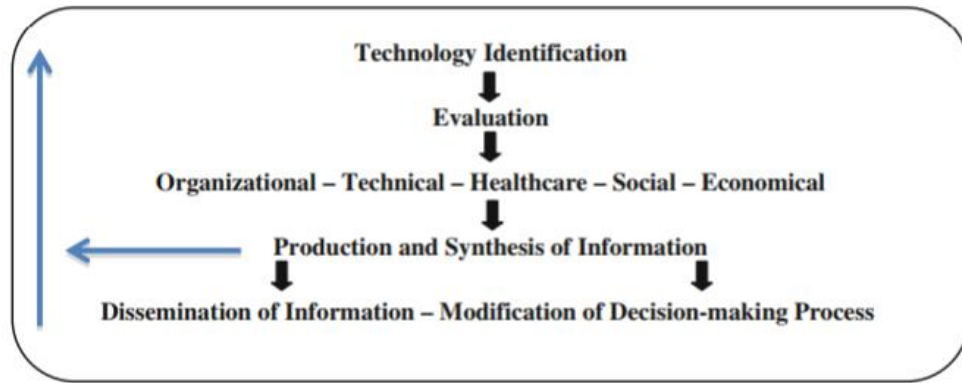 Technology Identification
Evaluation
Organizational – Technical – Healthcare – Social – Economical
Production and Synthesis of Information
Dissemination of Information – Modification of Decision-making Process